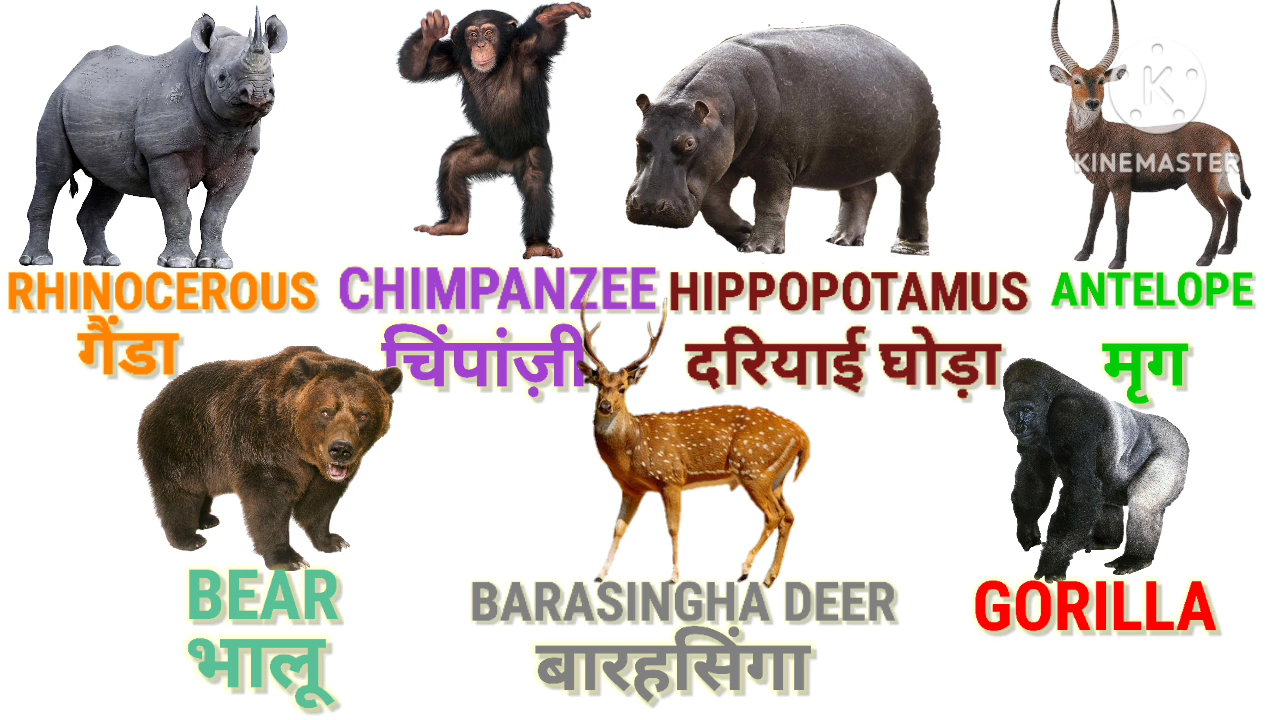 K
KINEMASTER
RHINOCEROUS
गैंडा
CHIMPANZEE
चिंपांज़ी
HIPPOPOTAMUS
दरियाई घोड़ा
ANTELOPE
मृग
BEAR
भालू
BARASINGHA DEER
बारहसिंगा
GORILLA